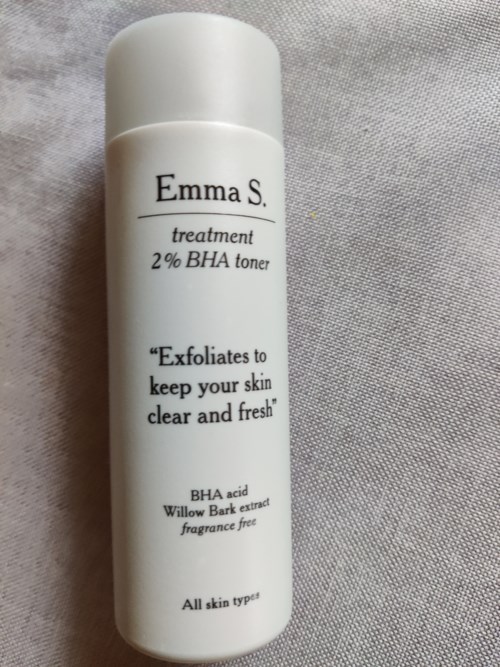 Emma S.
treatment
2% BHA toner
“Exfoliates to
keep your skin
clear and fresh”
BHA acid
Willow Bark extract
fragrance free
All skin types